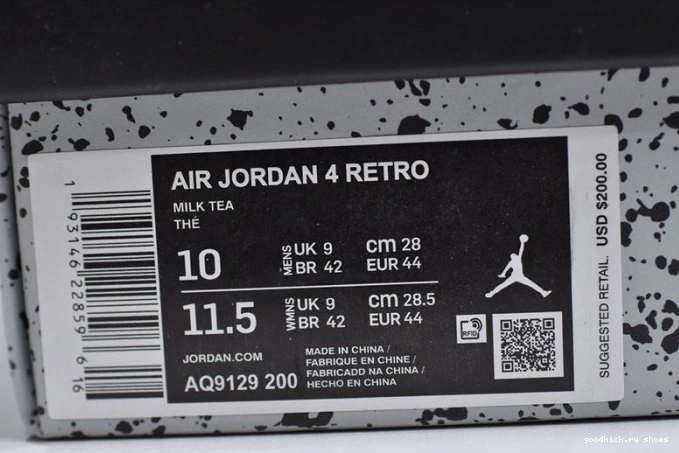 AIR JORDAN 4 RETRO
MILK TEA
THÉ
10 MENS UK 9 cm 28
BR 42 EUR 44
11.5 WMNS UK 9 cm 28.5
BR 42 EUR 44
JORDAN.COM
AQ9129 200
MADE IN CHINA /
FABRIQUE EN CHINE /
FABRICADO NA CHINA /
HECHO EN CHINA
RFID
1 93146 22859 6 16
SUGGESTED RETAIL. USD $200.00
goodkich.ru shoes